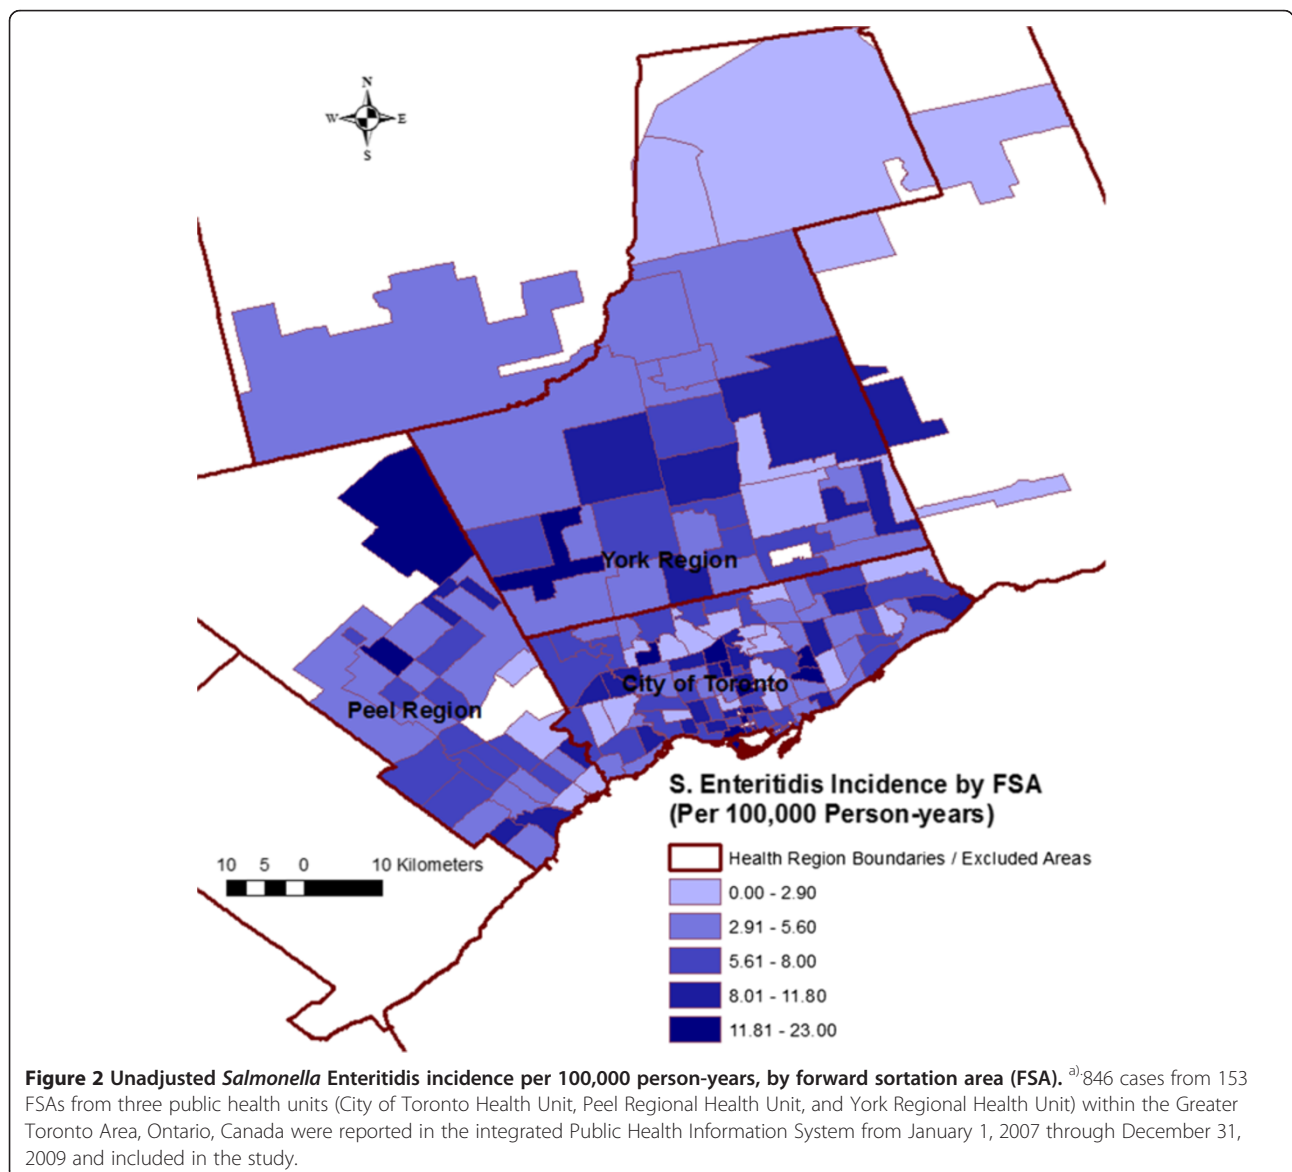 N
W E
S
York Region
City of Toronto
Peel Region
S. Enteritidis Incidence by FSA
(Per 100,000 Person-years)
10 5 0 10 Kilometers
Health Region Boundaries / Excluded Areas
0.00 - 2.90
2.91 - 5.60
5.61 - 8.00
8.01 - 11.80
11.81 - 23.00
Figure 2 Unadjusted Salmonella Enteritidis incidence per 100,000 person-years, by forward sortation area (FSA). a).846 cases from 153
FSAs from three public health units (City of Toronto Health Unit, Peel Regional Health Unit, and York Regional Health Unit) within the Greater
Toronto Area, Ontario, Canada were reported in the integrated Public Health Information System from January 1, 2007 through December 31,
2009 and included in the study.